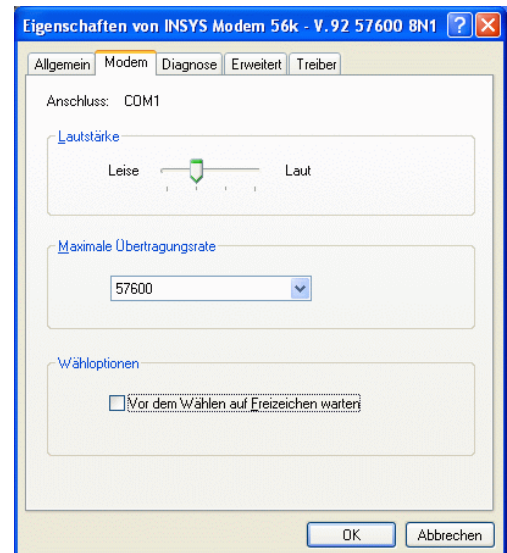 Eigenschaften von INSYS Modem 56k - V.92 57600 8N1
Allgemein Modem Diagnose Erweitert Treiber
Anschluss: COM1
Lautstärke
Leise Laut
Maximale Übertragungsrate
57600
Wähloptionen
Vor dem Wählen auf Freizeichen warten
OK Abbrechen